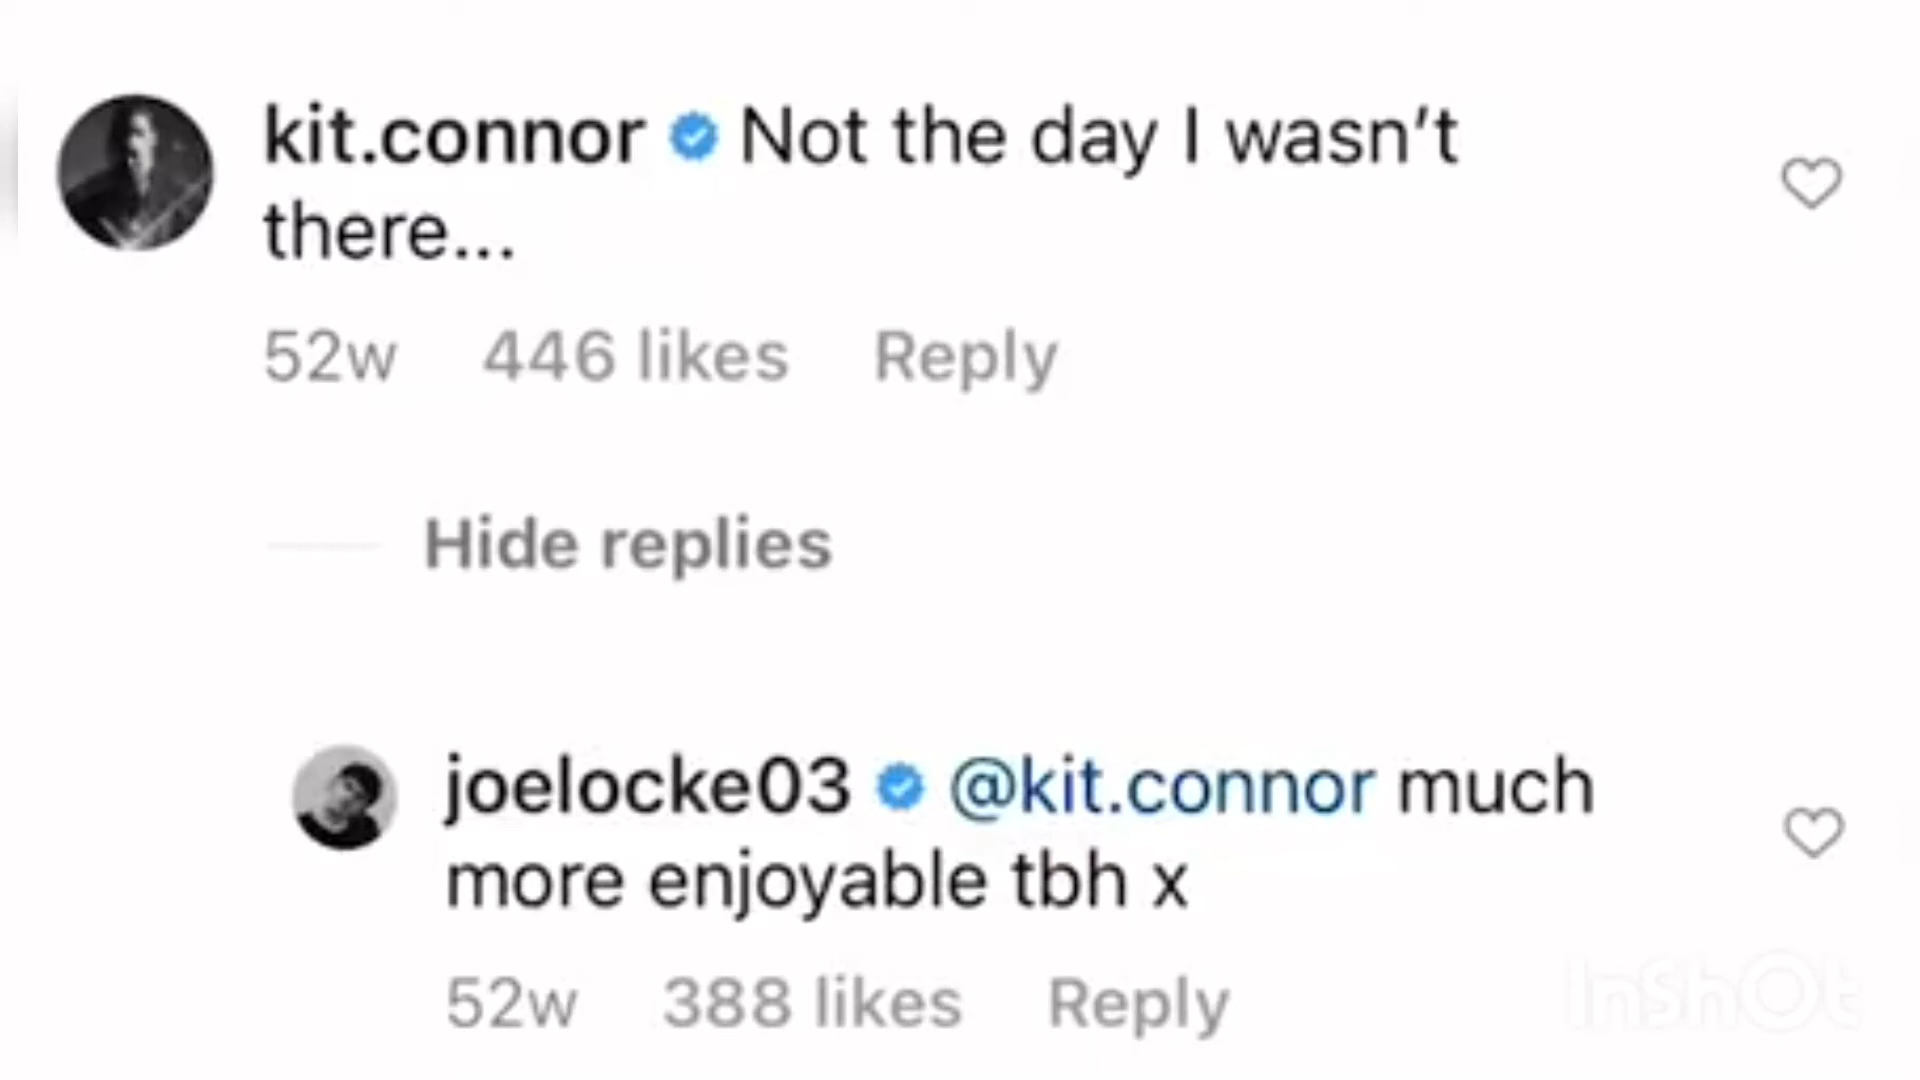 kit.connor Not the day I wasn't
there...
52w 446 likes Reply
Hide replies
joelocke03 @kit.connor much
more enjoyable tbh x
52w 388 likes Reply
InShOt